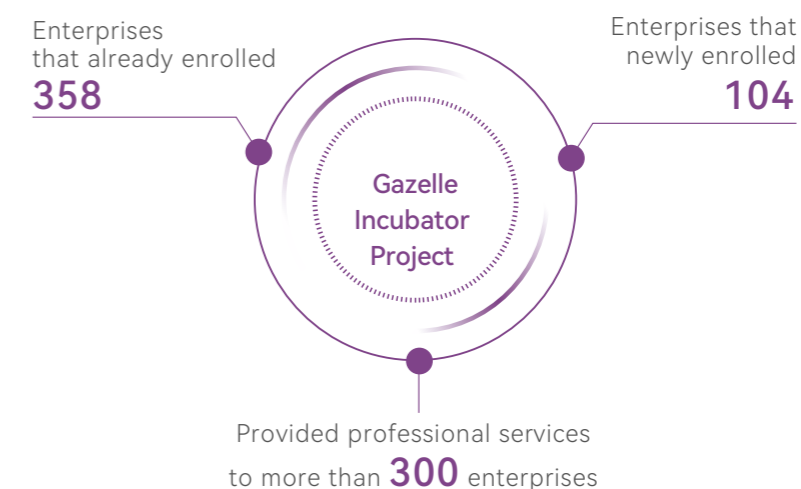 Enterprises
that already enrolled
358
Enterprises that
newly enrolled
104
Gazelle
Incubator
Project
Provided professional services
to more than 300 enterprises